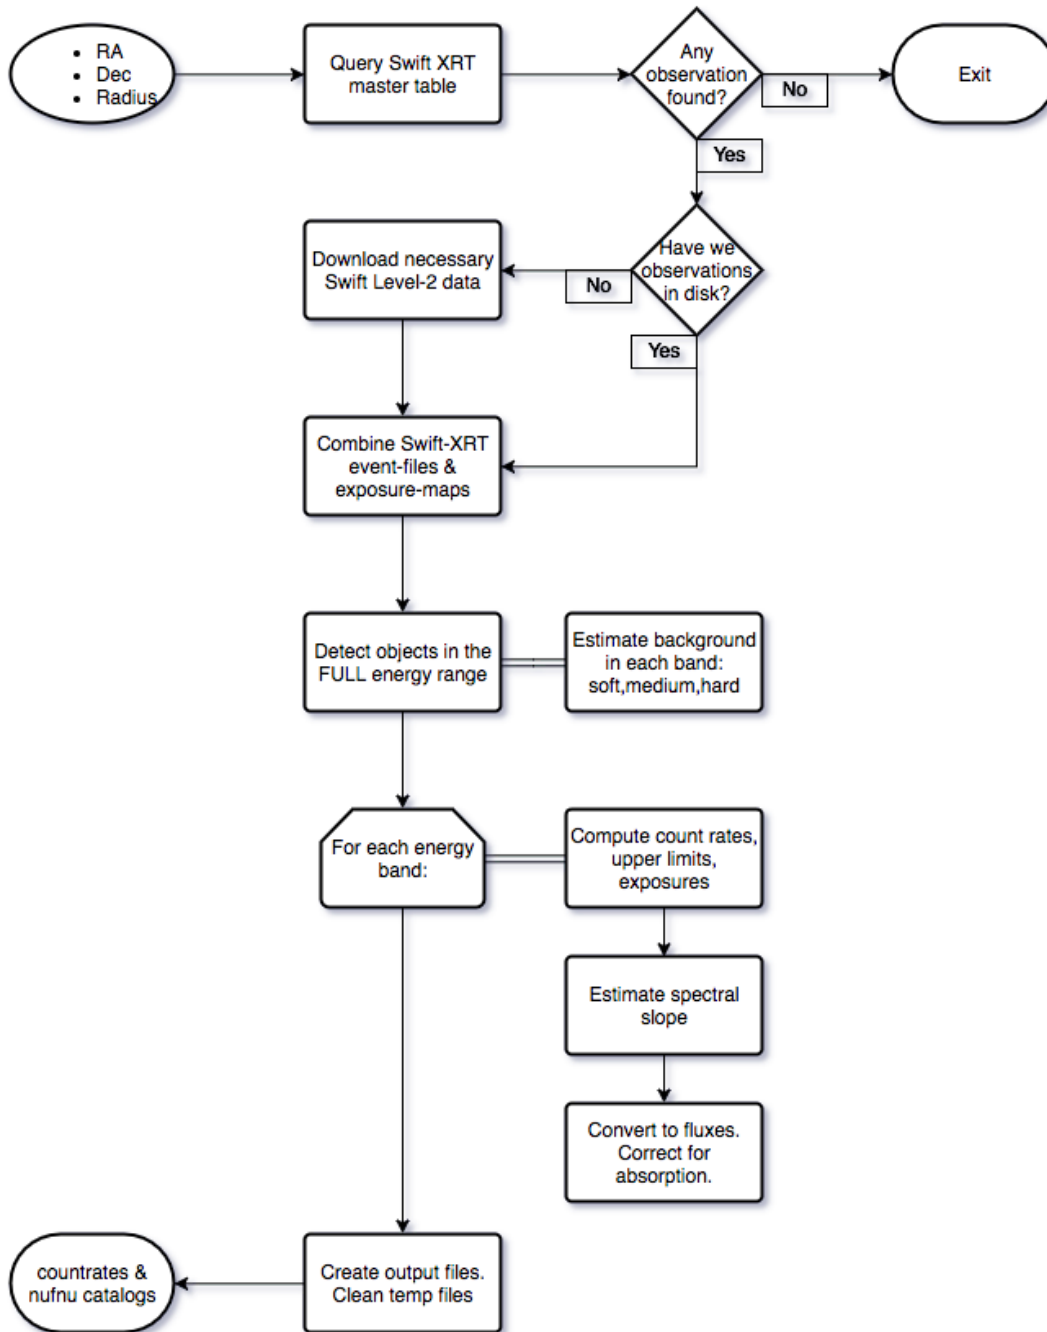 • RA
• Dec
• Radius
Query Swift XRT
master table
Any
observation
found?
No
Exit
Yes
Have we
observations
in disk?
No
Download necessary
Swift Level-2 data
Yes
Combine Swift-XRT
event-files &
exposure-maps
Detect objects in the
FULL energy range
Estimate background
in each band:
soft,medium,hard
For each energy
band:
Compute count rates,
upper limits,
exposures
Estimate spectral
slope
Convert to fluxes.
Correct for
absorption.
Create output files.
Clean temp files
countrates &
nufnu catalogs